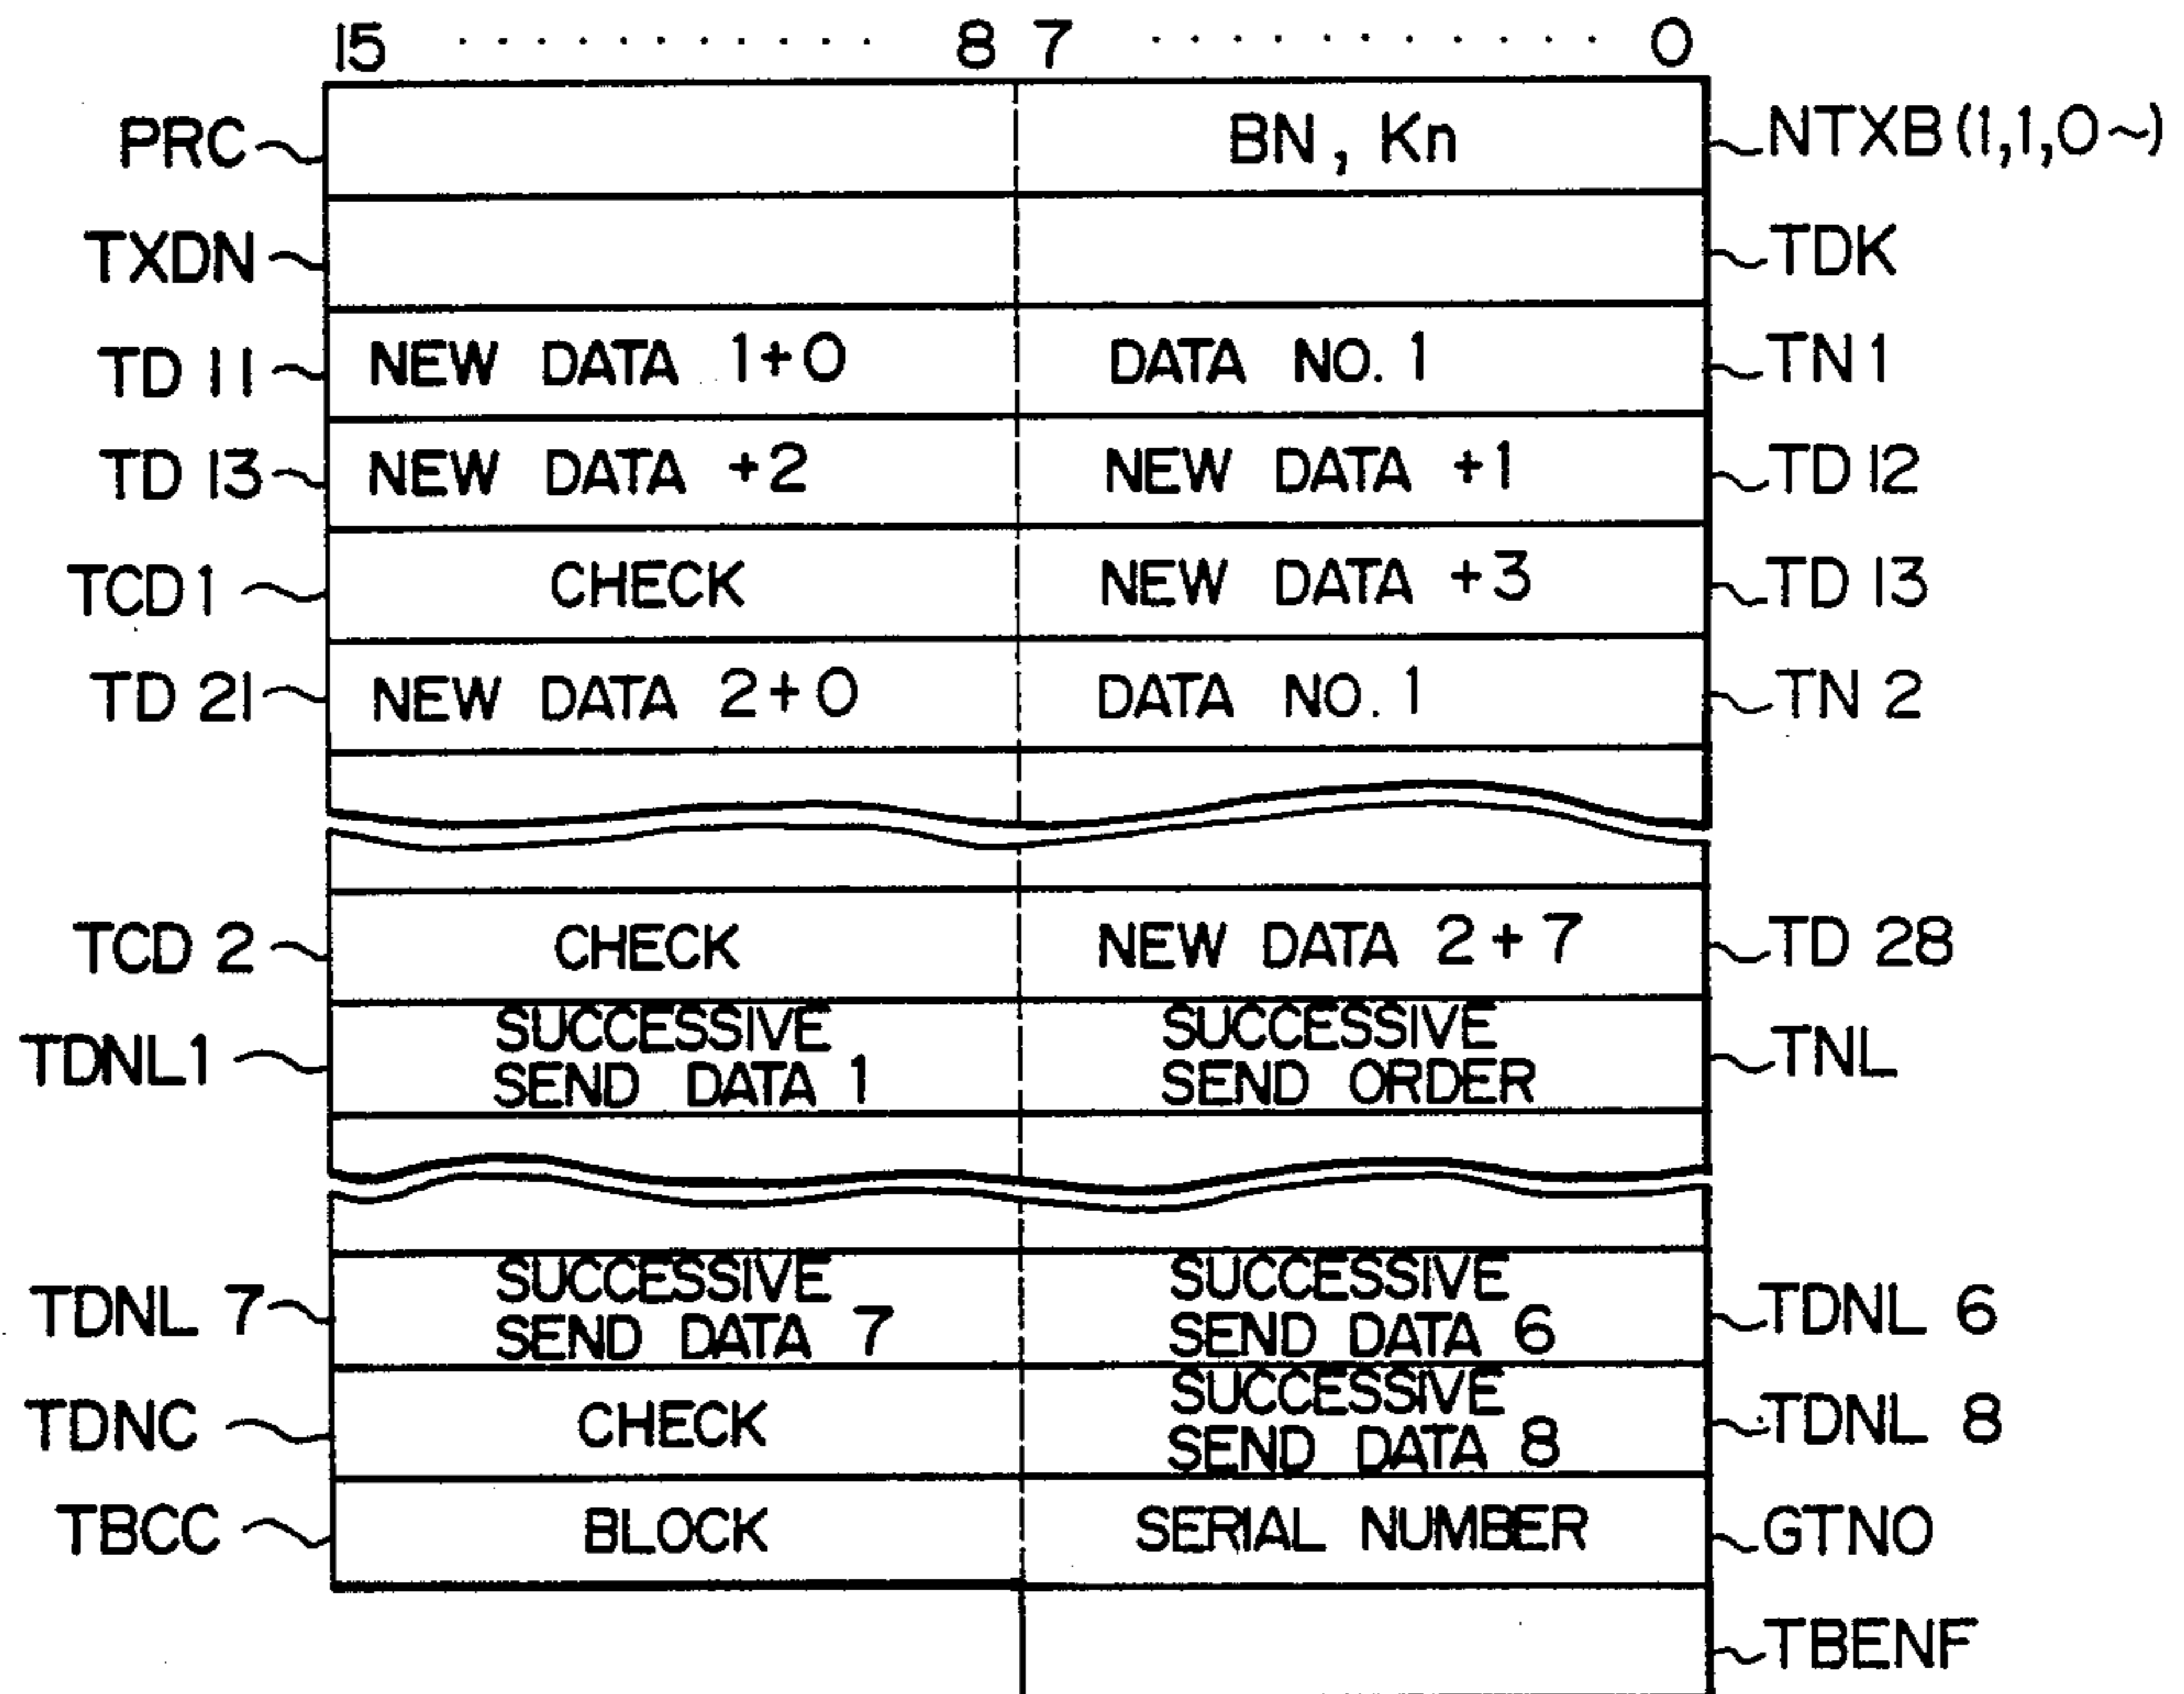 15 ............ 8 7 ............ 0
PRC BN, Kn NTXB(1,1,0~)
TXDN TDK
TD 11 NEW DATA 1+0 DATA NO. 1 TN 1
TD 13 NEW DATA +2 NEW DATA +1 TD 12
TCD 1 CHECK NEW DATA +3 TD 13
TD 21 NEW DATA 2+0 DATA NO. 1 TN 2
TCD 2 CHECK NEW DATA 2+7 TD 28
TDNL1 SUCCESSIVE SEND DATA 1 SUCCESSIVE SEND ORDER TNL
TDNL 7 SUCCESSIVE SEND DATA 7 SUCCESSIVE SEND DATA 6 TDNL 6
TDNC CHECK SUCCESSIVE SEND DATA 8 TDNL 8
TBCC BLOCK SERIAL NUMBER GTNO
TBENF